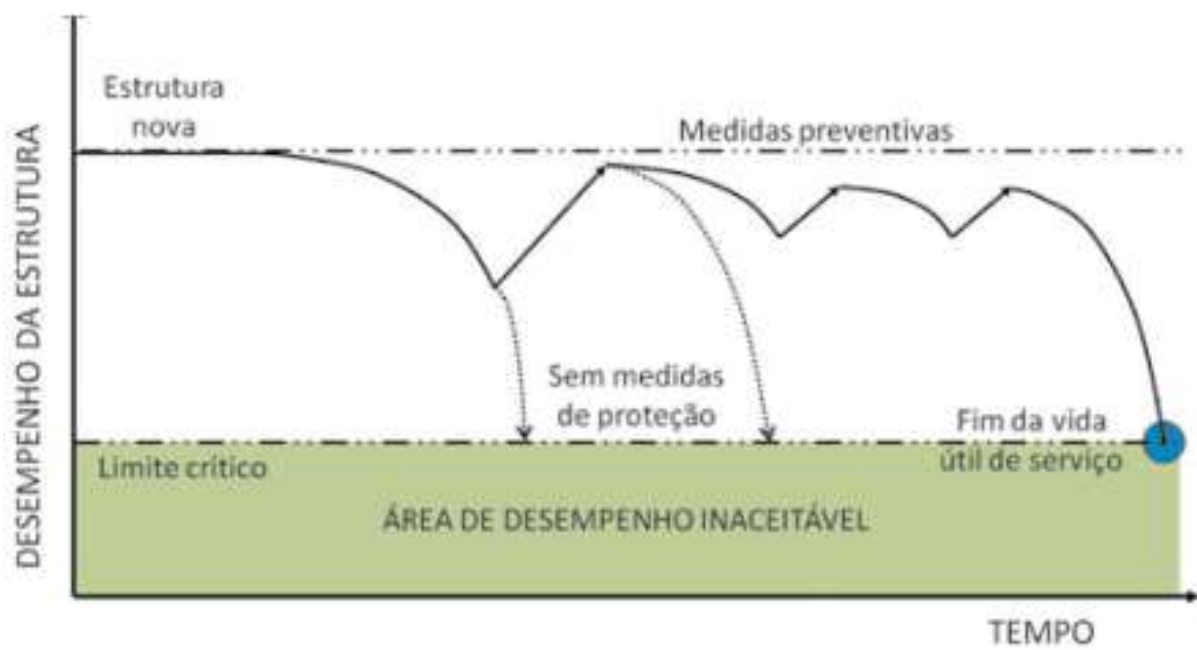 Estrutura
nova
Medidas preventivas
DESEMPENHO DA ESTRUTURA
Sem medidas
de proteção
Fim da vida
útil de serviço
Limite crítico
ÁREA DE DESEMPENHO INACEITÁVEL
TEMPO